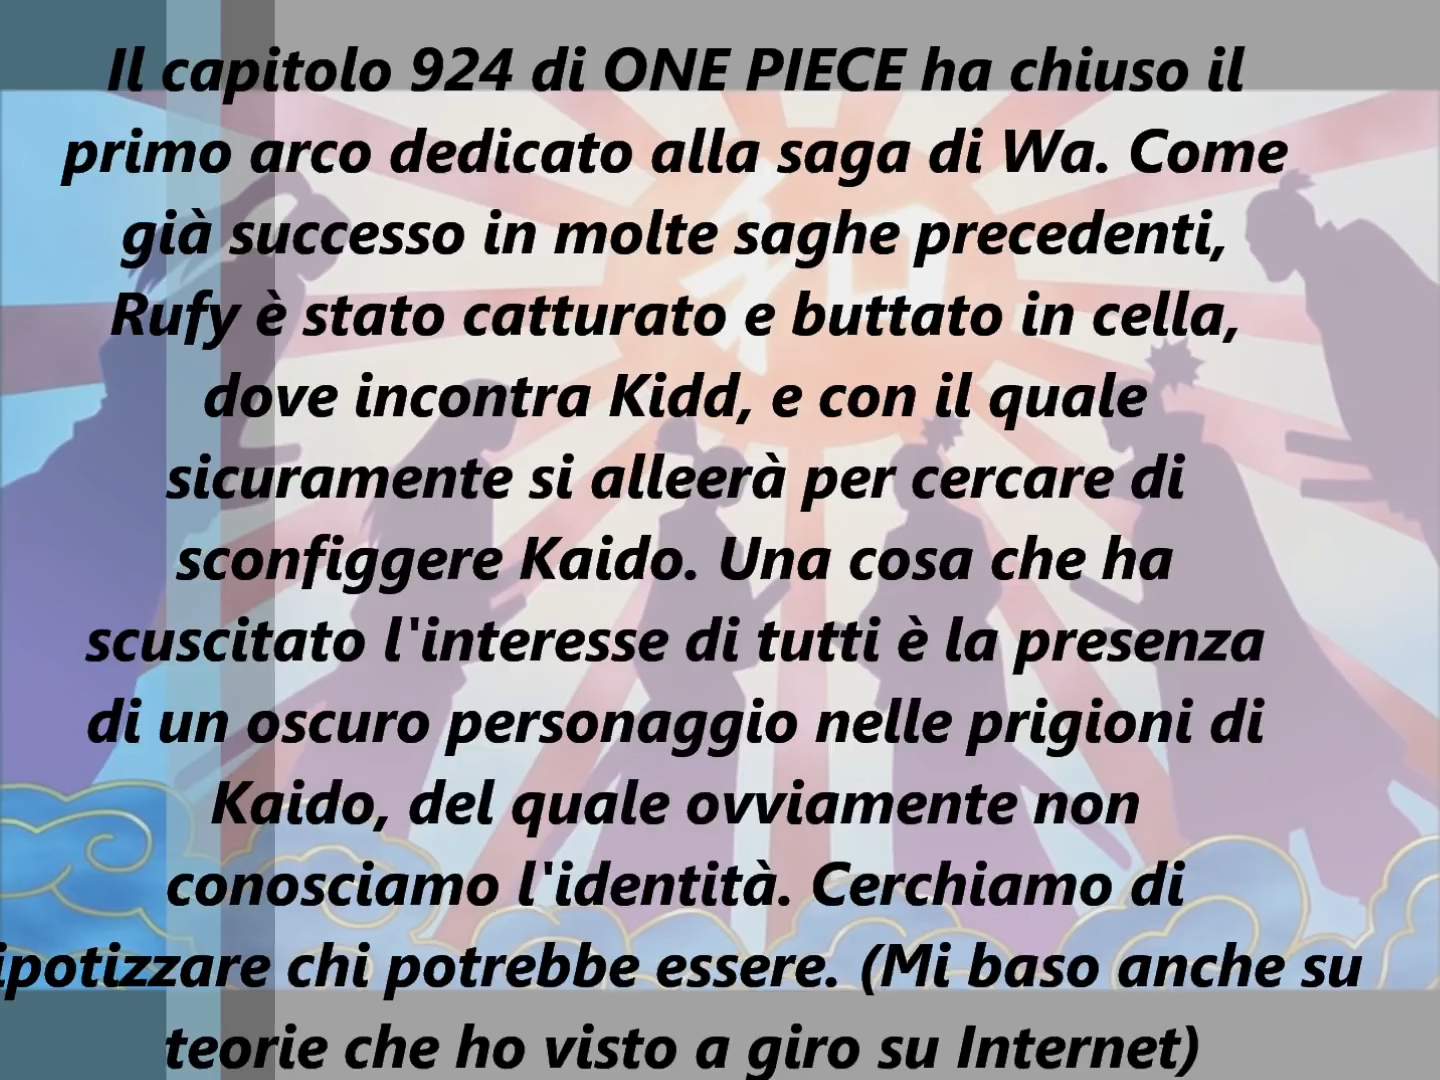 Il capitolo 924 di ONE PIECE ha chiuso il
primo arco dedicato alla saga di Wa. Come
già successo in molte saghe precedenti,
Rufy è stato catturato e buttato in cella,
dove incontra Kidd, e con il quale
sicuramente si alleerà per cercare di
sconfiggere Kaido. Una cosa che ha
scuscitato l'interesse di tutti è la presenza
di un oscuro personaggio nelle prigioni di
Kaido, del quale ovviamente non
conosciamo l'identità. Cerchiamo di
ipotizzare chi potrebbe essere. (Mi baso anche su
teorie che ho visto a giro su Internet)